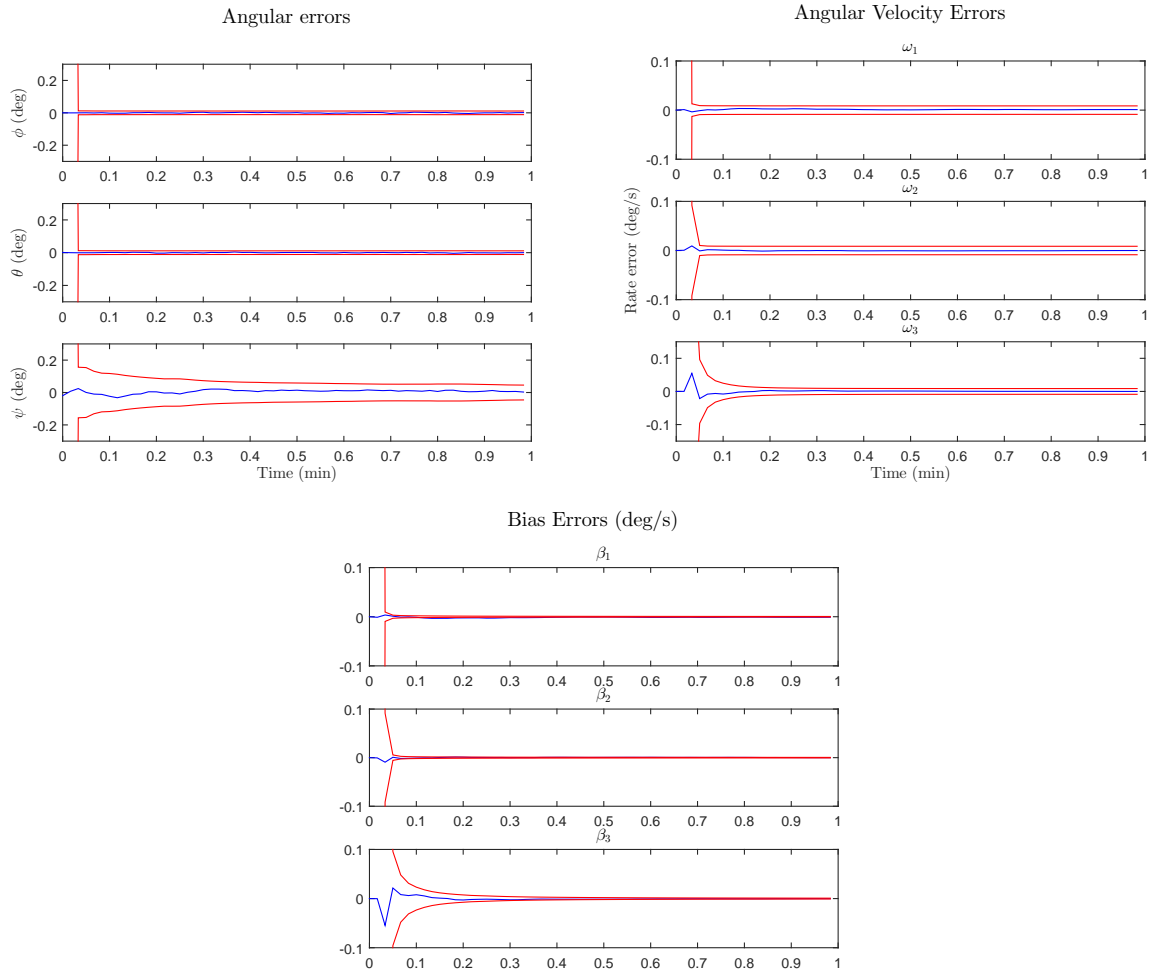 Angular errors
0.2
0
-0.2
ϕ (deg)
0 0.1 0.2 0.3 0.4 0.5 0.6 0.7 0.8 0.9 1
0.2
0
-0.2
θ (deg)
0 0.1 0.2 0.3 0.4 0.5 0.6 0.7 0.8 0.9 1
0.2
0
-0.2
ψ (deg)
0 0.1 0.2 0.3 0.4 0.5 0.6 0.7 0.8 0.9 1
Time (min)
Angular Velocity Errors
ω₁
0.1
0
-0.1
0 0.1 0.2 0.3 0.4 0.5 0.6 0.7 0.8 0.9 1
ω₂
0.1
0
-0.1
Rate error (deg/s)
0 0.1 0.2 0.3 0.4 0.5 0.6 0.7 0.8 0.9 1
ω₃
0.1
0
-0.1
0 0.1 0.2 0.3 0.4 0.5 0.6 0.7 0.8 0.9 1
Time (min)
Bias Errors (deg/s)
β₁
0.1
0
-0.1
0 0.1 0.2 0.3 0.4 0.5 0.6 0.7 0.8 0.9 1
β₂
0.1
0
-0.1
0 0.1 0.2 0.3 0.4 0.5 0.6 0.7 0.8 0.9 1
β₃
0.1
0
-0.1
0 0.1 0.2 0.3 0.4 0.5 0.6 0.7 0.8 0.9 1